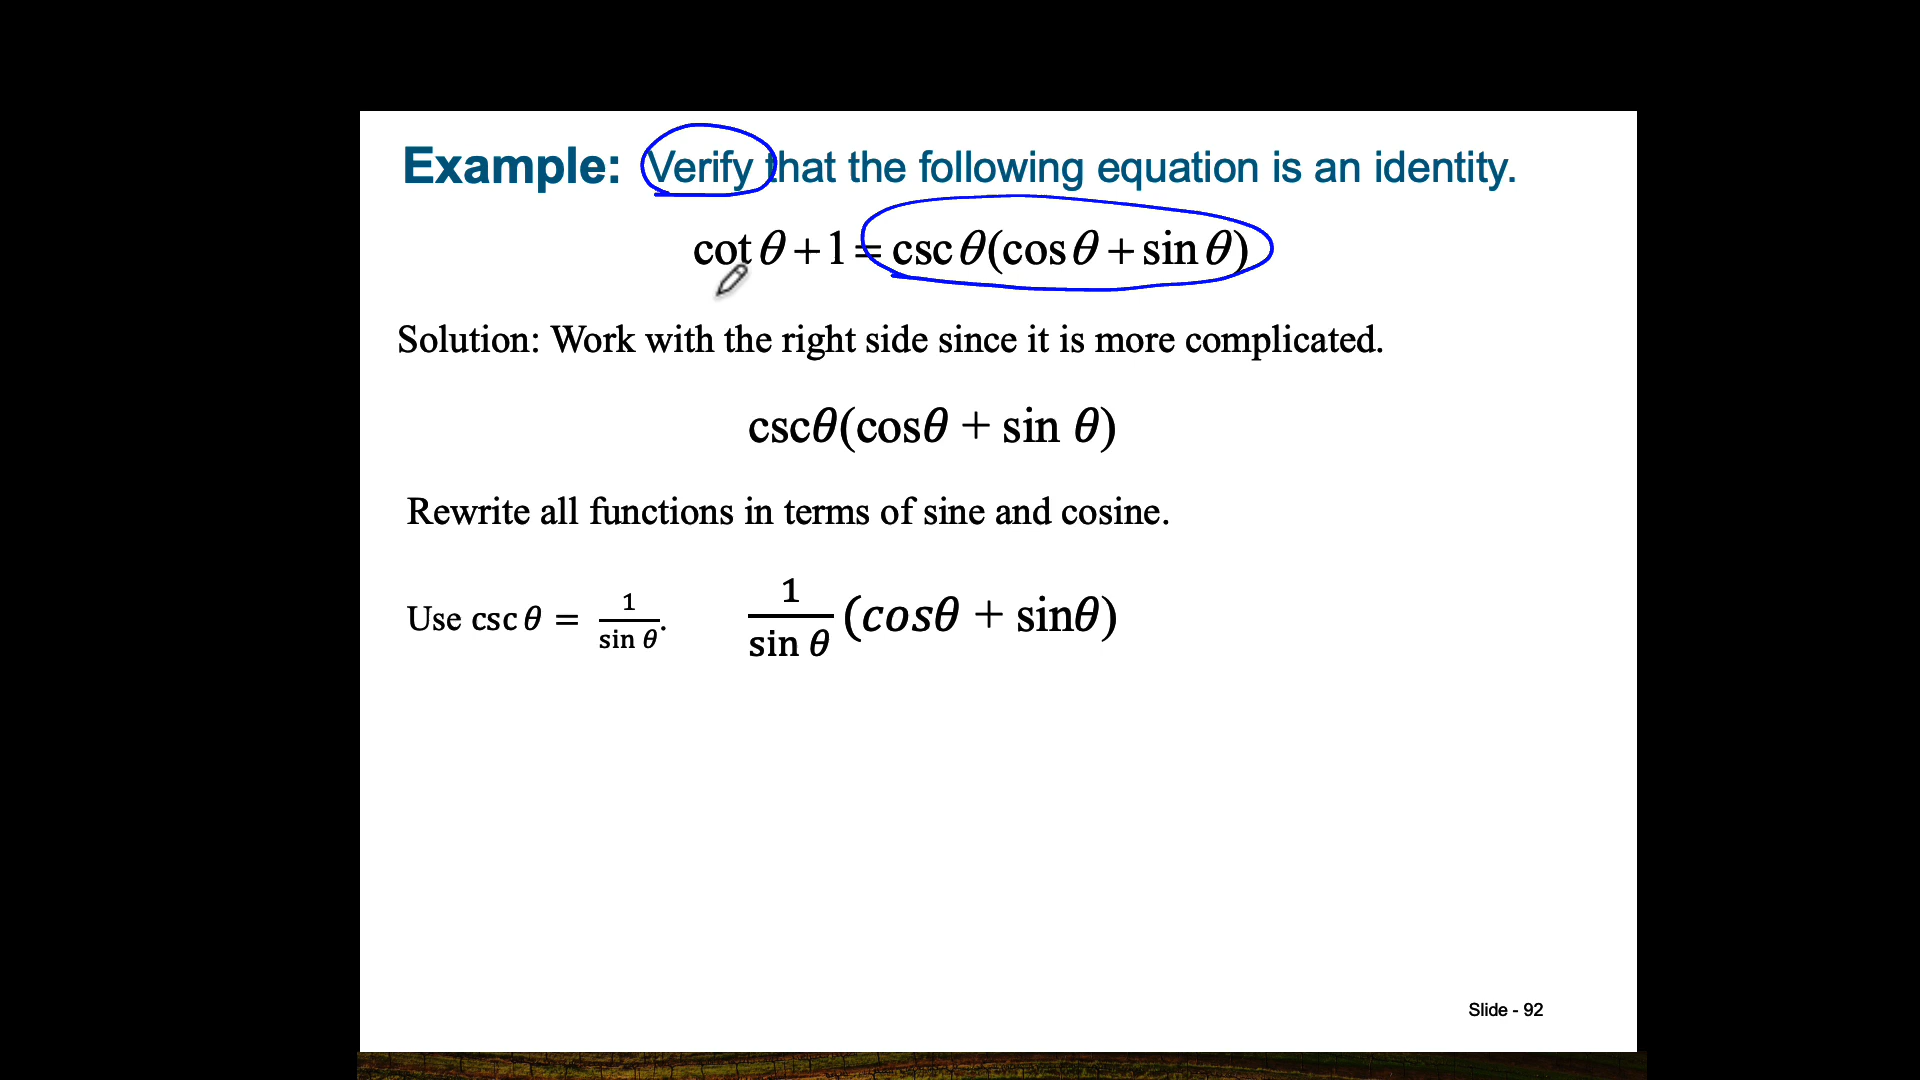 Example: Verify that the following equation is an identity.
cot θ + 1 = csc θ(cos θ + sin θ)
Solution: Work with the right side since it is more complicated.
cscθ(cosθ + sin θ)
Rewrite all functions in terms of sine and cosine.
Use csc θ = 1/sin θ. 1/sin θ (cosθ + sinθ)
Slide - 92